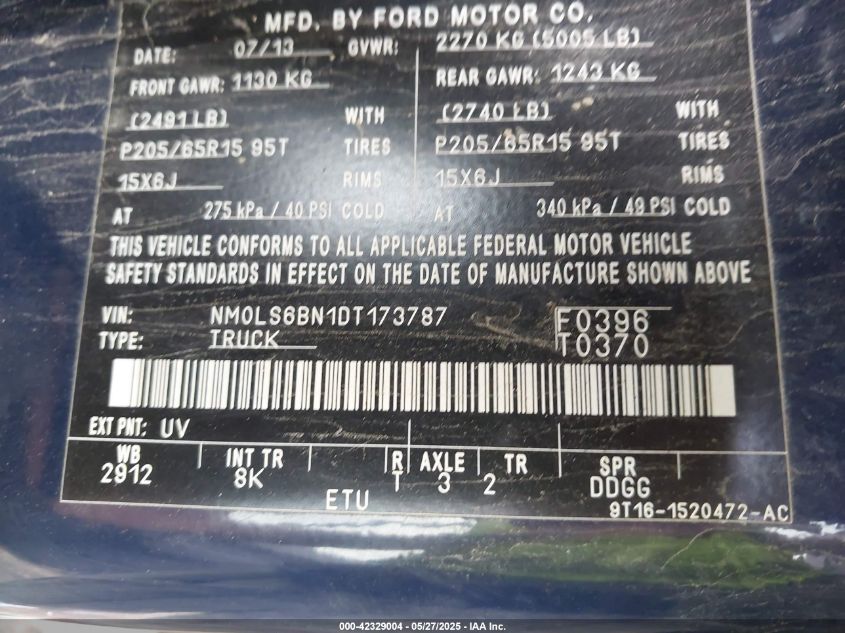 MFD. BY FORD MOTOR CO.
DATE: 07/13 GVWR: 2270 KG (5005 LB)
FRONT GAWR: 1130 KG REAR GAWR: 1243 KG
(2491 LB) WITH (2740 LB) WITH
P205/65R15 95T TIRES P205/65R15 95T TIRES
15X6J RIMS 15X6J RIMS
AT 275 kPa / 40 PSI COLD AT 340 kPa / 49 PSI COLD
THIS VEHICLE CONFORMS TO ALL APPLICABLE FEDERAL MOTOR VEHICLE
SAFETY STANDARDS IN EFFECT ON THE DATE OF MANUFACTURE SHOWN ABOVE
VIN: NM0LS6BN1DT173787 F0396
TYPE: TRUCK T0370
EXT PNT: UV
WB INT TR R AXLE TR SPR
2912 8K T 3 2 DDGG
ETU 9T16-1520472-AC
000-42329004 - 05/27/2025 - IAA Inc.